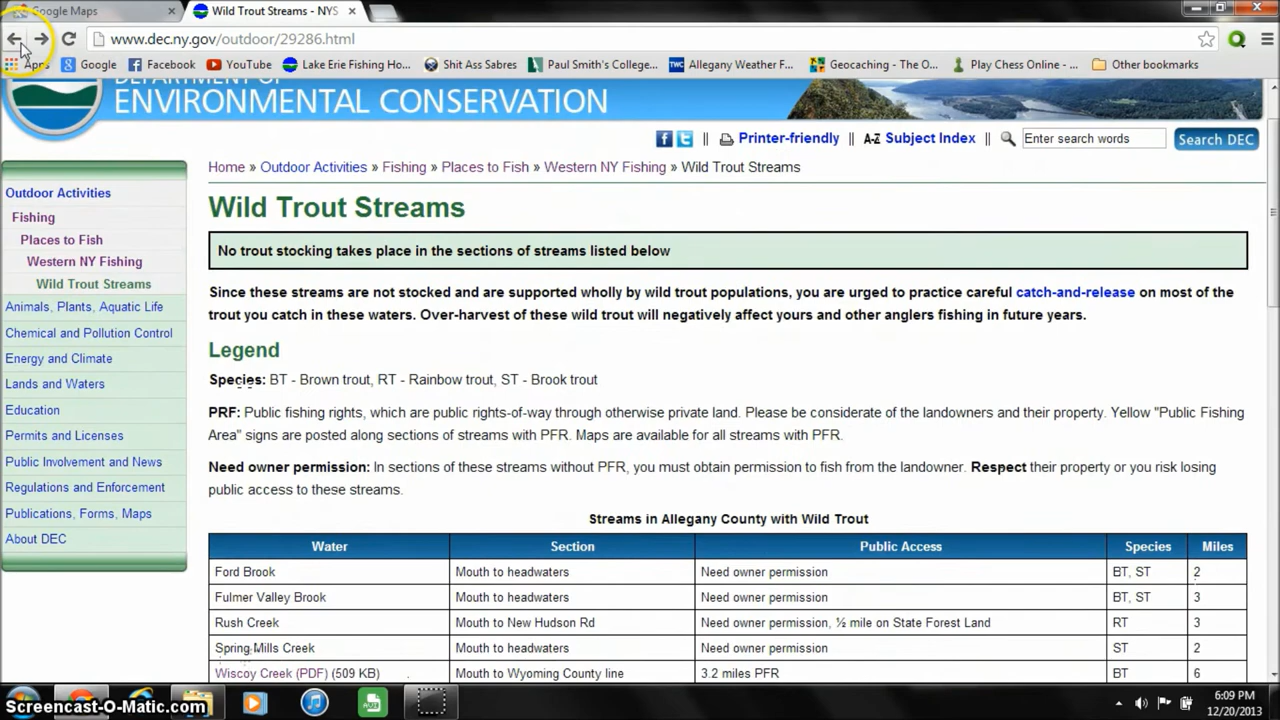 Google Maps
Wild Trout Streams - NYS
www.dec.ny.gov/outdoor/29286.html
Apps Google Facebook YouTube Lake Erie Fishing Ho... Shit Ass Sabres Paul Smith's College... Allegany Weather F... Geocaching - The O... Play Chess Online - ... Other bookmarks
ENVIRONMENTAL CONSERVATION
Printer-friendly || A-Z Subject Index || Enter search words Search DEC
Home » Outdoor Activities » Fishing » Places to Fish » Western NY Fishing » Wild Trout Streams
Outdoor Activities
Fishing
Places to Fish
Western NY Fishing
Wild Trout Streams
Animals, Plants, Aquatic Life
Chemical and Pollution Control
Energy and Climate
Lands and Waters
Education
Permits and Licenses
Public Involvement and News
Regulations and Enforcement
Publications, Forms, Maps
About DEC
Wild Trout Streams
No trout stocking takes place in the sections of streams listed below
Since these streams are not stocked and are supported wholly by wild trout populations, you are urged to practice careful catch-and-release on most of the
trout you catch in these waters. Over-harvest of these wild trout will negatively affect yours and other anglers fishing in future years.
Legend
Species: BT - Brown trout, RT - Rainbow trout, ST - Brook trout
PRF: Public fishing rights, which are public rights-of-way through otherwise private land. Please be considerate of the landowners and their property. Yellow "Public Fishing
Area" signs are posted along sections of streams with PFR. Maps are available for all streams with PFR.
Need owner permission: In sections of these streams without PFR, you must obtain permission to fish from the landowner. Respect their property or you risk losing
public access to these streams.
Streams in Allegany County with Wild Trout
Water Section Public Access Species Miles
Ford Brook Mouth to headwaters Need owner permission BT, ST 2
Fulmer Valley Brook Mouth to headwaters Need owner permission BT, ST 3
Rush Creek Mouth to New Hudson Rd Need owner permission, ½ mile on State Forest Land RT 3
Spring Mills Creek Mouth to headwaters Need owner permission ST 2
Wiscoy Creek (PDF) (509 KB) Mouth to Wyoming County line 3.2 miles PFR BT 6
Screencast-O-Matic.com
6:09 PM
12/20/2013